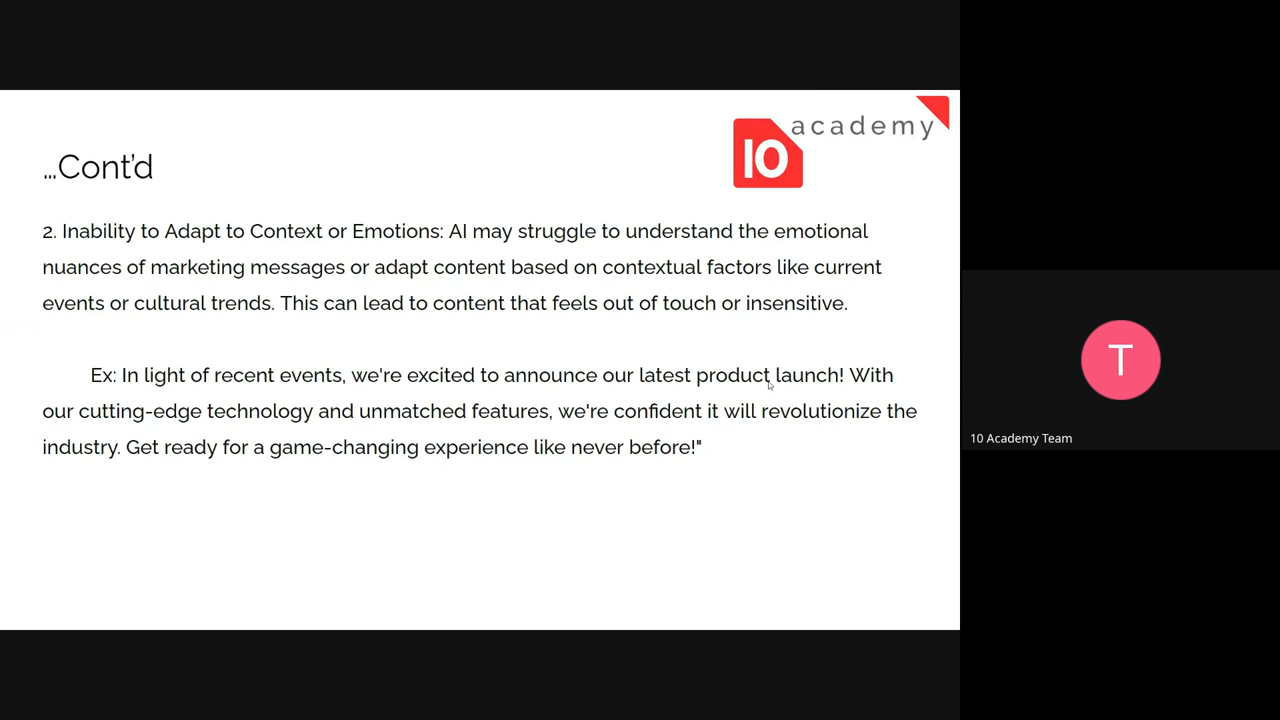 academy
10
...Cont'd
2. Inability to Adapt to Context or Emotions: AI may struggle to understand the emotional
nuances of marketing messages or adapt content based on contextual factors like current
events or cultural trends. This can lead to content that feels out of touch or insensitive.
Ex: In light of recent events, we're excited to announce our latest product launch! With
our cutting-edge technology and unmatched features, we're confident it will revolutionize the
industry. Get ready for a game-changing experience like never before!"
T
10 Academy Team